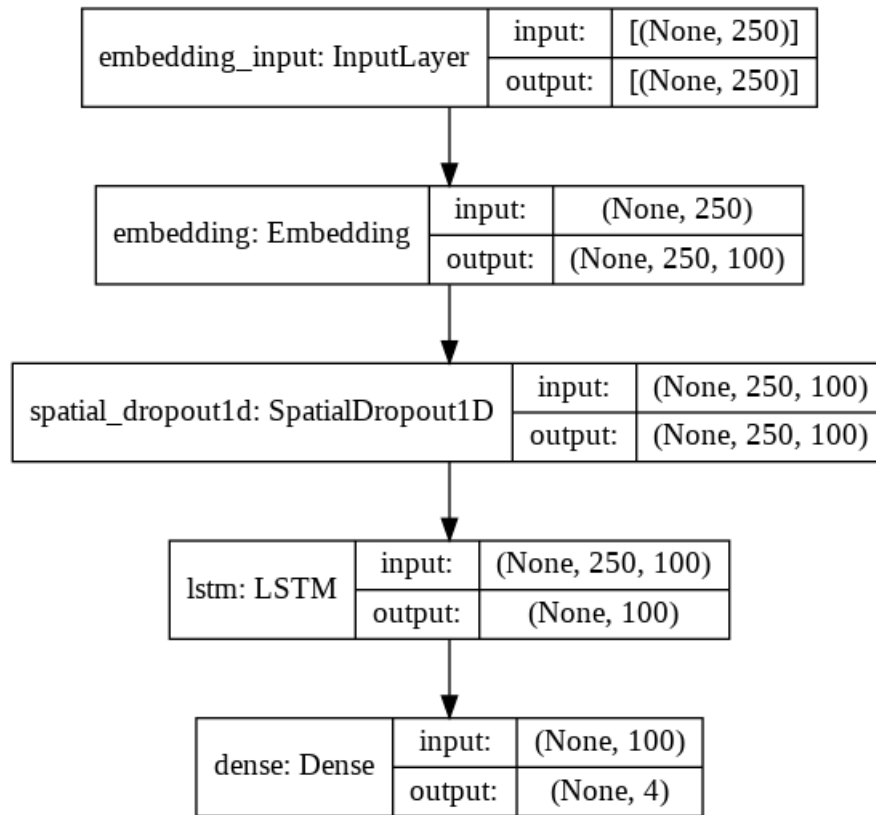 embedding_input: InputLayer
input: [(None, 250)]
output: [(None, 250)]
embedding: Embedding
input: (None, 250)
output: (None, 250, 100)
spatial_dropout1d: SpatialDropout1D
input: (None, 250, 100)
output: (None, 250, 100)
lstm: LSTM
input: (None, 250, 100)
output: (None, 100)
dense: Dense
input: (None, 100)
output: (None, 4)